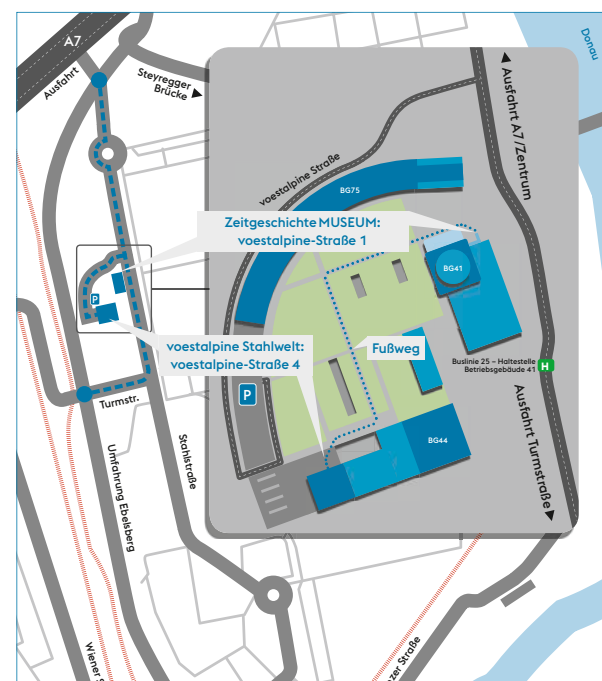 A7
Ausfahrt
Steyregger
Brücke
Donau
Ausfahrt A7/Zentrum
voestalpine Straße
BG75
Zeitgeschichte MUSEUM:
voestalpine-Straße 1
BG41
P
voestalpine Stahlwelt:
voestalpine-Straße 4
Fußweg
Buslinie 25 – Haltestelle
Betriebsgebäude 41
H
P
Turmstr.
Ausfahrt Turmstraße
BG44
Umfahrung Ebelsberg
Stahlstraße
Wiener S
zer Straße